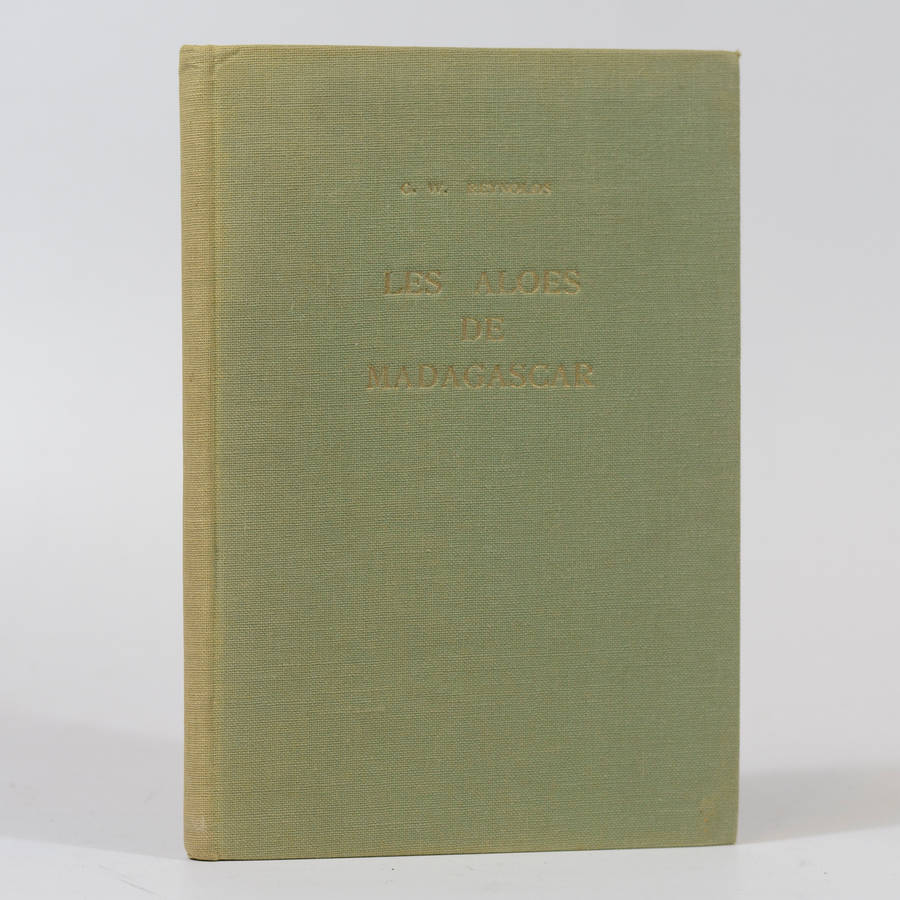 G. W. REYNOLDS
LES ALOES
DE
MADAGASCAR